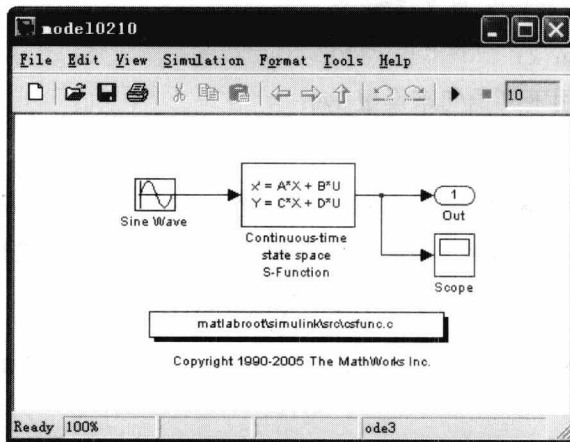 model0210
File Edit View Simulation Format Tools Help
10
x' = A*X + B*U
Y = C*X + D*U
1
Sine Wave
Out
Continuous-time
state space
S-Function
Scope
matlabroot\simulink\src\csfunc.c
Copyright 1990-2005 The MathWorks Inc.
Ready 100% ode3